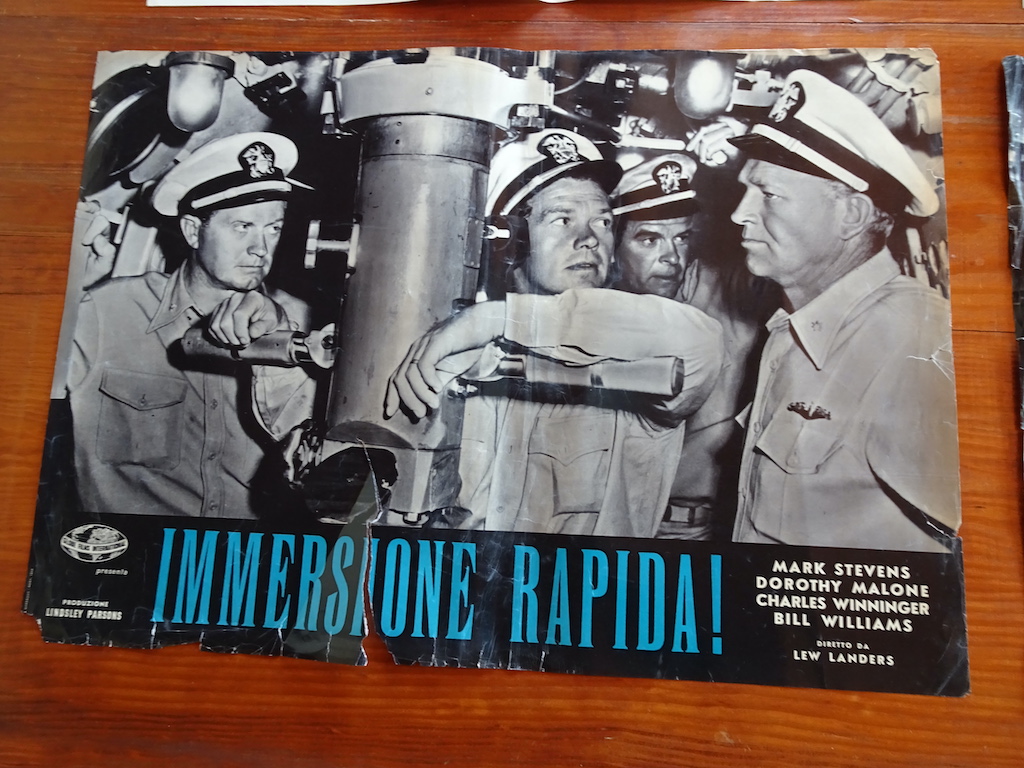 presenta
PRODUZIONE
LINDSLEY PARSONS
IMMERSIONE RAPIDA!
MARK STEVENS
DOROTHY MALONE
CHARLES WINNINGER
BILL WILLIAMS
DIRETTO DA
LEW LANDERS